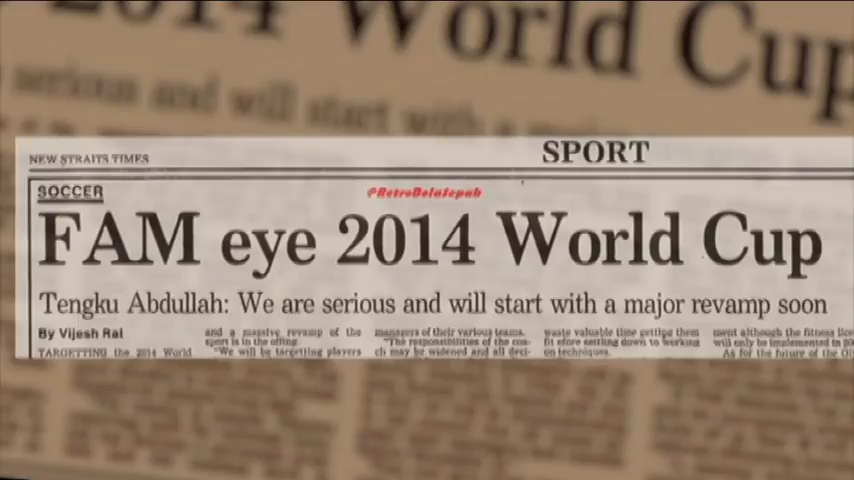 2014 World Cup
serious and will start with a major
NEW STRAITS TIMES
SPORT
SOCCER
@RetroBolaSepak
FAM eye 2014 World Cup
Tengku Abdullah: We are serious and will start with a major revamp soon
By Vijesh Rai
TARGETTING the 2014 World
and a massive revamp of the
sport is in the offing.
"We will be targetting players
managers of their various teams.
"The responsibilities of the coa-
ch may be widened and all deci-
waste valuable time getting them
fit before settling down to working
on techniques.
ment although the fitness
will only be implemented in
As for the future of the